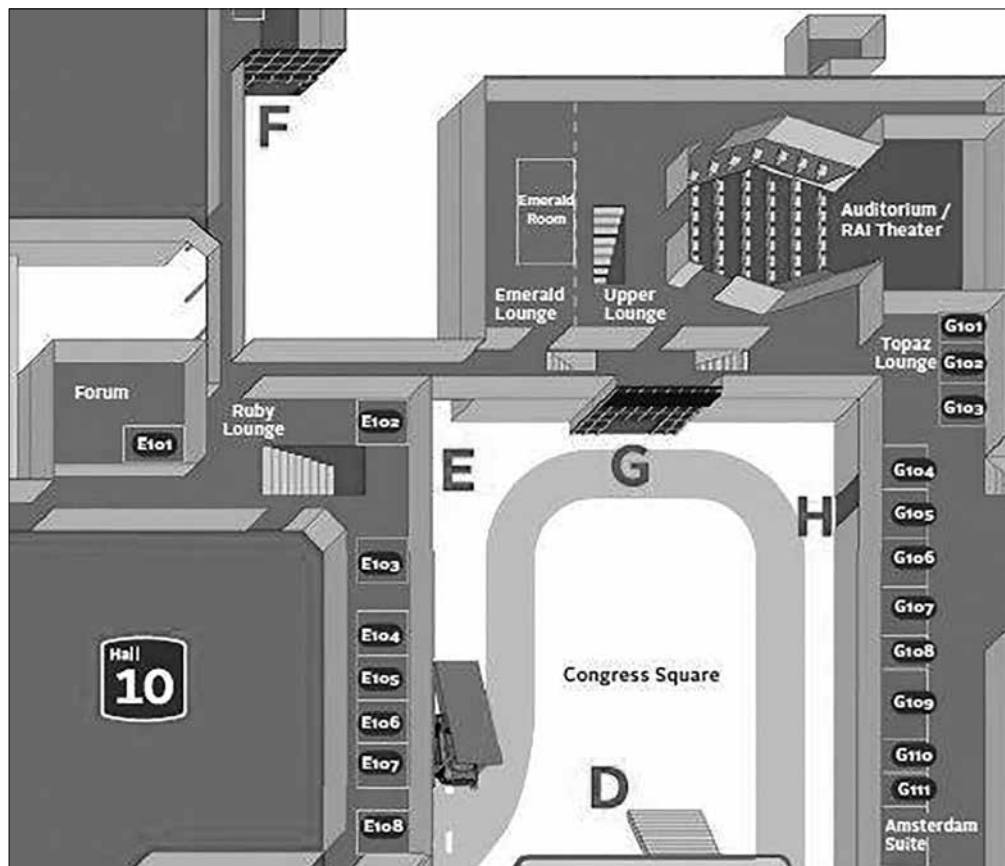 F
Emerald
Room
Auditorium /
RAI Theater
Emerald
Lounge
Upper
Lounge
G101
Topaz
Lounge
G102
G103
Forum
E101
Ruby
Lounge
E102
E
G
H
G104
G105
G106
G107
G108
G109
G110
G111
Amsterdam
Suite
E103
E104
E105
E106
E107
E108
Hall
10
Congress Square
D